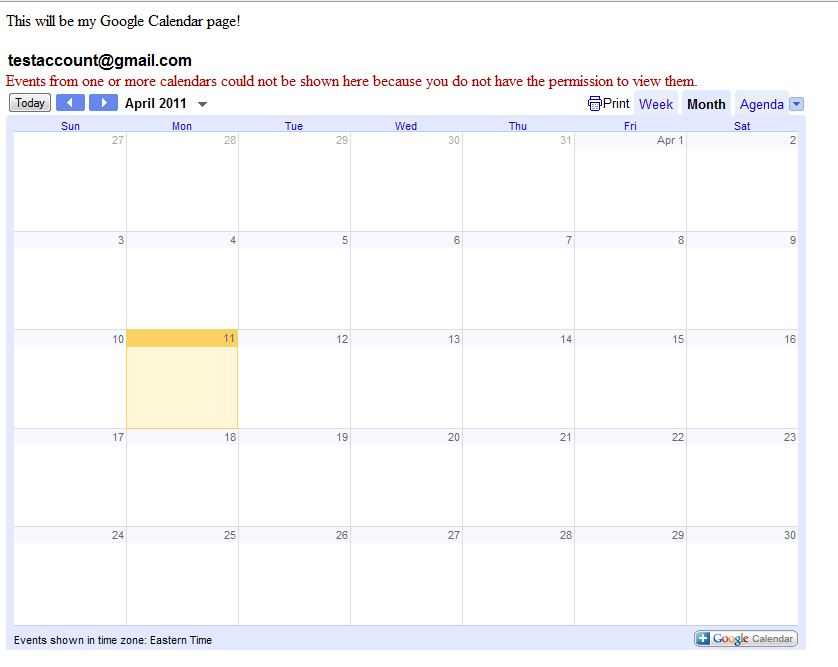 This will be my Google Calendar page!
testaccount@gmail.com
Events from one or more calendars could not be shown here because you do not have the permission to view them.
Today April 2011 Print Week Month Agenda
Sun Mon Tue Wed Thu Fri Sat
27 28 29 30 31 Apr 1 2
3 4 5 6 7 8 9
10 11 12 13 14 15 16
17 18 19 20 21 22 23
24 25 26 27 28 29 30
Events shown in time zone: Eastern Time Google Calendar